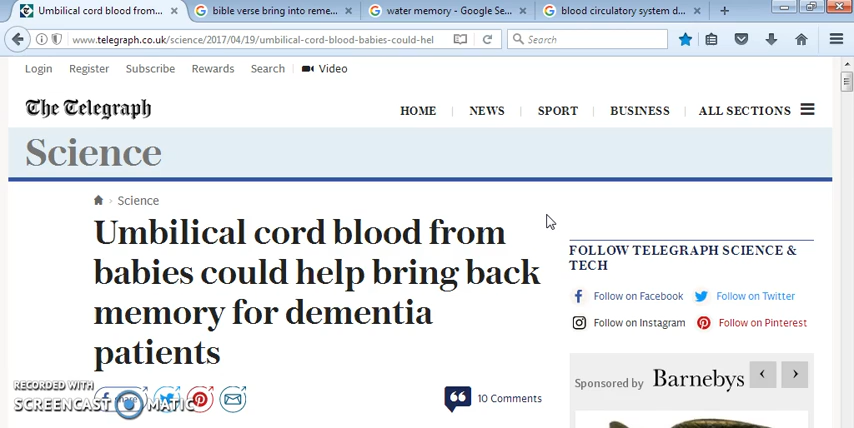 Umbilical cord blood from...
bible verse bring into reme...
water memory - Google Se...
blood circulatory system d...
www.telegraph.co.uk/science/2017/04/19/umbilical-cord-blood-babies-could-hel
Search
Login Register Subscribe Rewards Search Video
The Telegraph
HOME NEWS SPORT BUSINESS ALL SECTIONS
Science
Science
Umbilical cord blood from
babies could help bring back
memory for dementia
patients
share
10 Comments
FOLLOW TELEGRAPH SCIENCE &
TECH
Follow on Facebook Follow on Twitter
Follow on Instagram Follow on Pinterest
Sponsored by Barnebys
RECORDED WITH
SCREENCAST MATIC